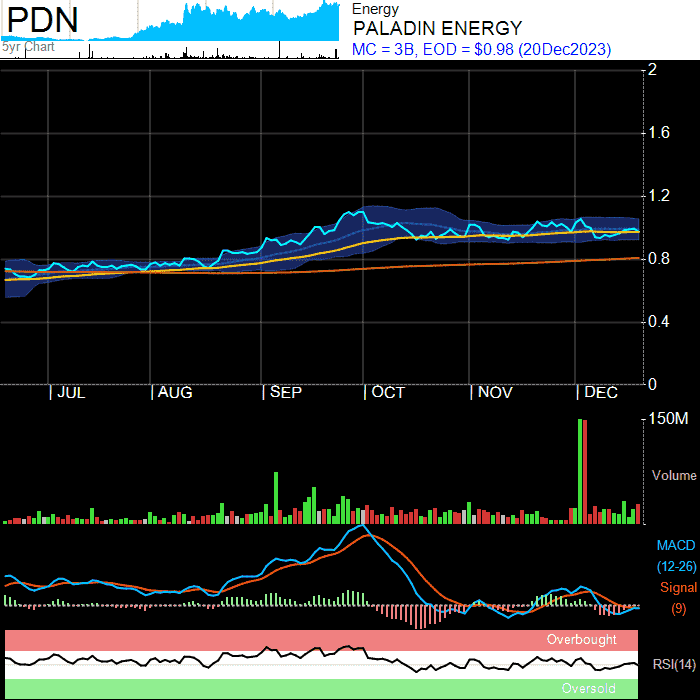 PDN
5yr Chart
Energy
PALADIN ENERGY
MC = 3B, EOD = $0.98 (20Dec2023)
2
1.6
1.2
0.8
0.4
0
| JUL | AUG | SEP | OCT | NOV | DEC
150M
Volume
MACD
(12-26)
Signal
(9)
Overbought
RSI(14)
Oversold